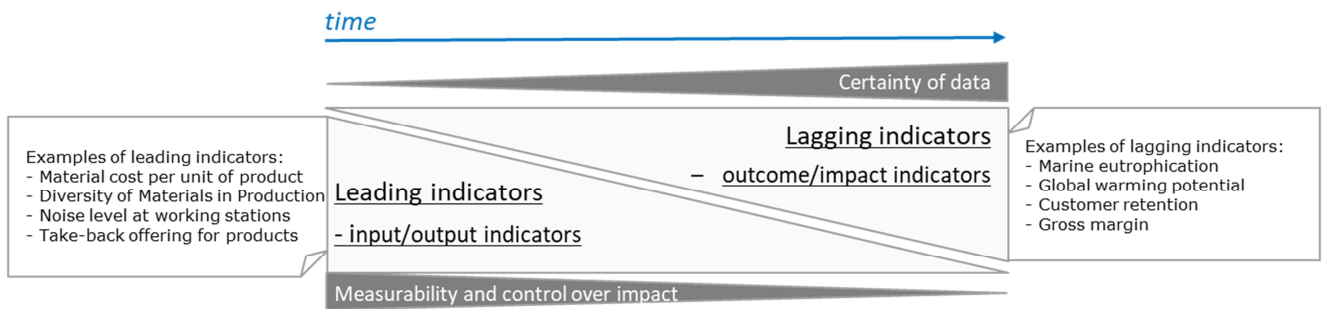 time
Certainty of data
Examples of leading indicators:
- Material cost per unit of product
- Diversity of Materials in Production
- Noise level at working stations
- Take-back offering for products
Leading indicators
- input/output indicators
Lagging indicators
– outcome/impact indicators
Examples of lagging indicators:
- Marine eutrophication
- Global warming potential
- Customer retention
- Gross margin
Measurability and control over impact